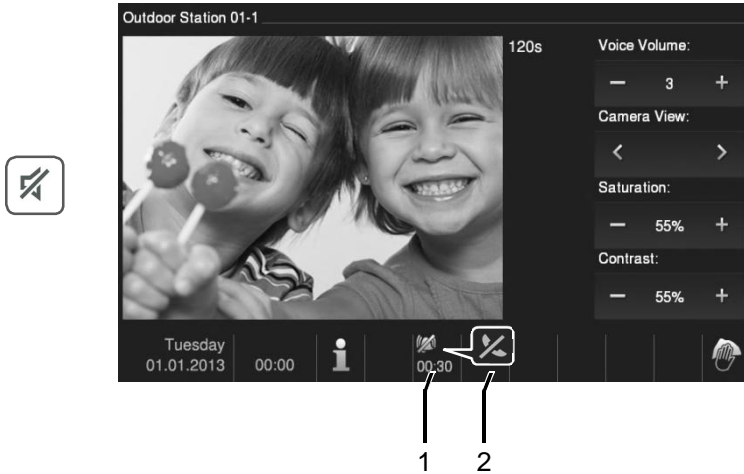 Outdoor Station 01-1
120s
Voice Volume:
− 3 +
Camera View:
< >
Saturation:
− 55% +
Contrast:
− 55% +
Tuesday
01.01.2013
00:00
00:30
1 2